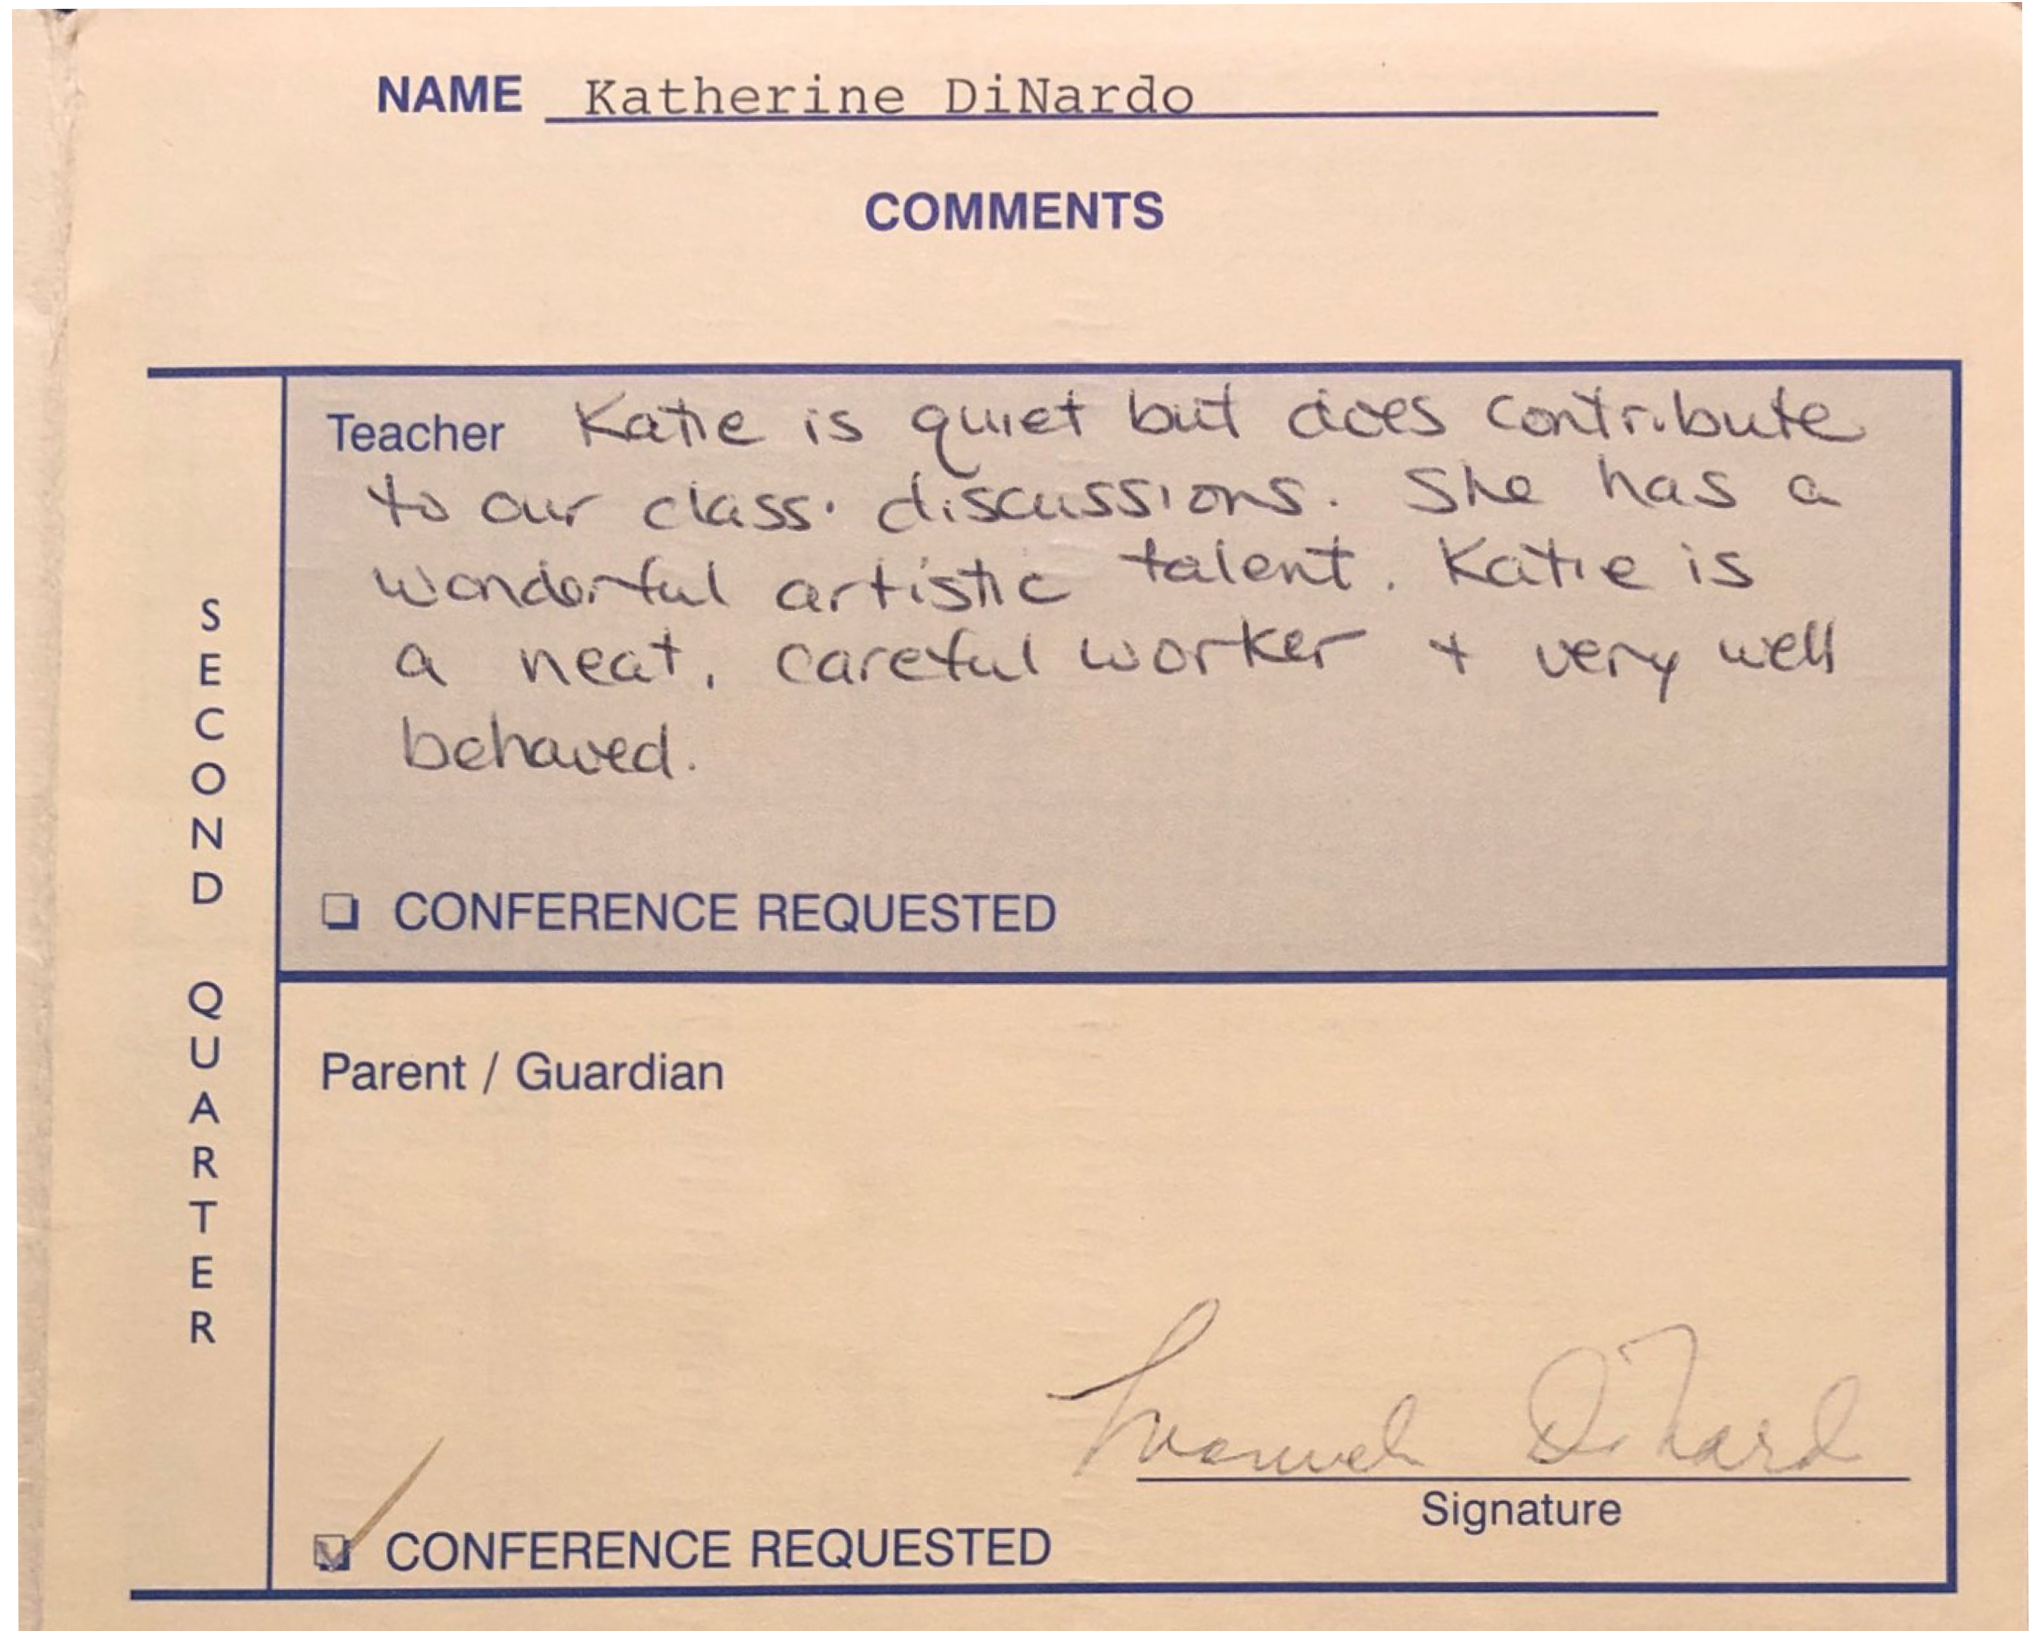 NAME Katherine DiNardo
COMMENTS
Teacher Katie is quiet but does contribute
to our class. discussions. She has a
wonderful artistic talent. Katie is
a neat, careful worker + very well
behaved.
CONFERENCE REQUESTED
SECOND QUARTER
Parent / Guardian
Signature
CONFERENCE REQUESTED